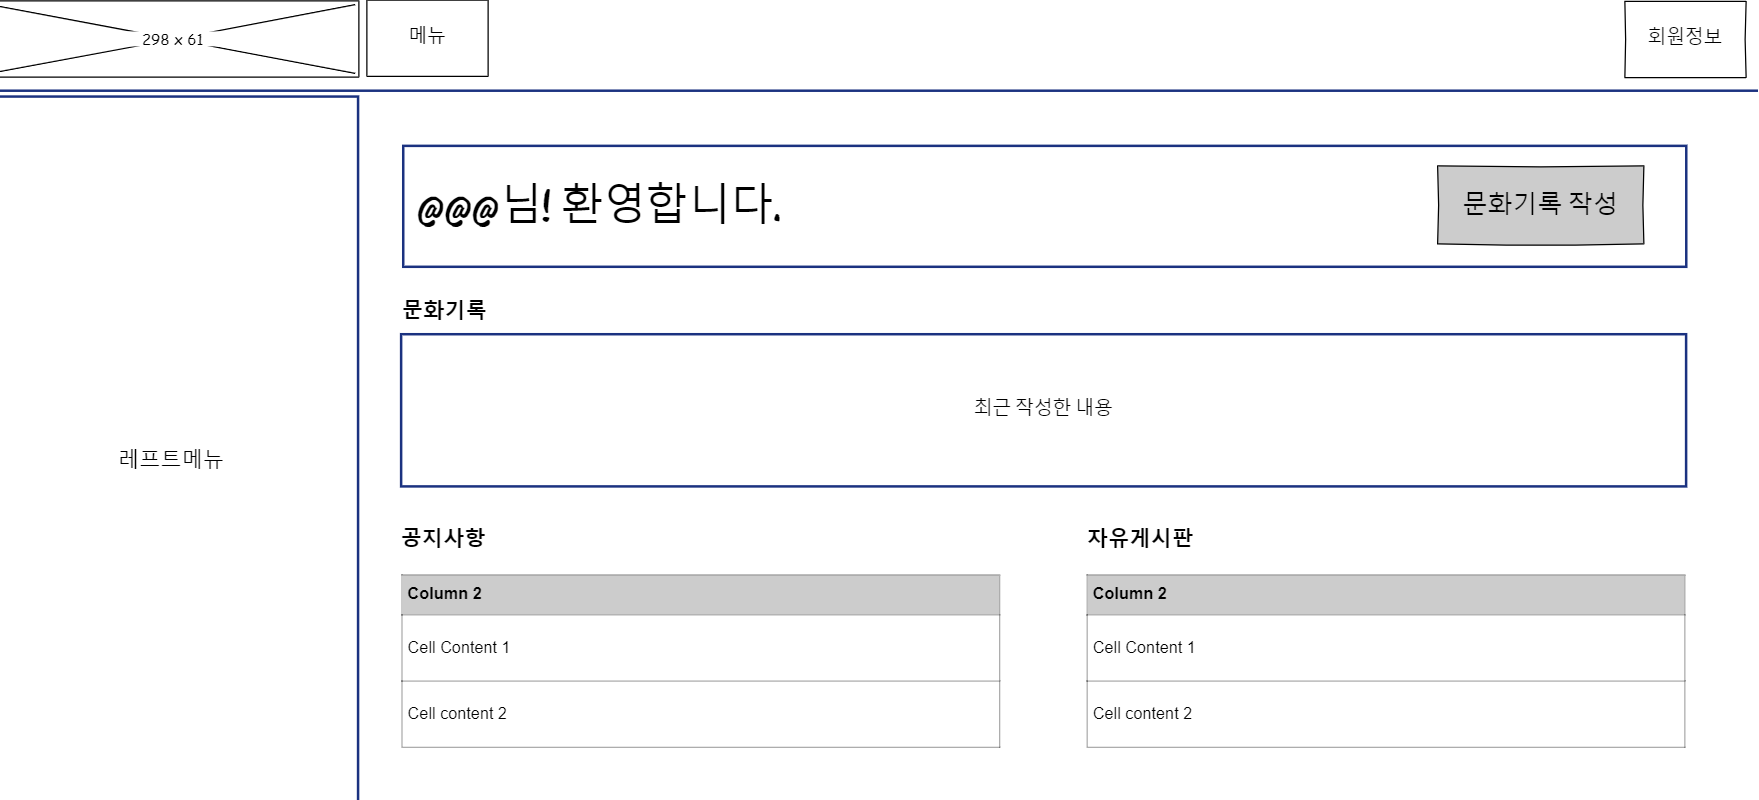 298 x 61
메뉴
회원정보
레프트메뉴
@@@님! 환영합니다.
문화기록 작성
문화기록
최근 작성한 내용
공지사항
Column 2
Cell Content 1
Cell content 2
자유게시판
Column 2
Cell Content 1
Cell content 2